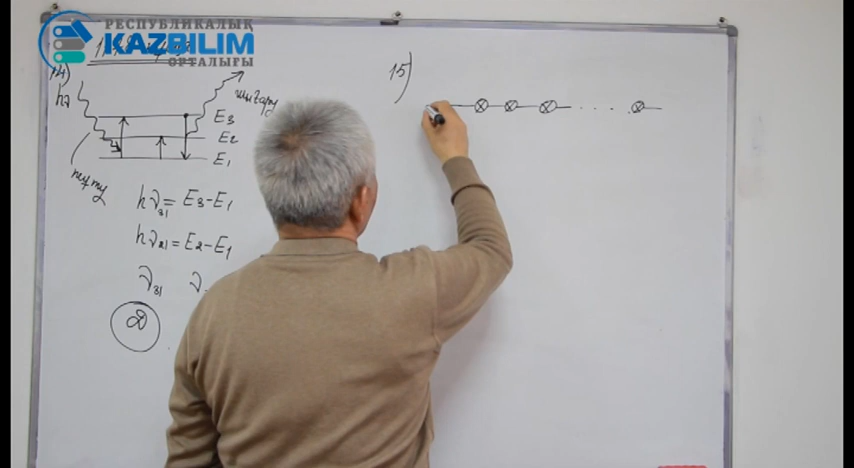 РЕСПУБЛИКАЛЫҚ
KAZBILIM
ОРТАЛЫҒЫ
14)
hν
шығару
E₃
E₂
E₁
жұту
hν₃₁ = E₃-E₁
hν₂₁ = E₂-E₁
ν₃₁ ν
15)